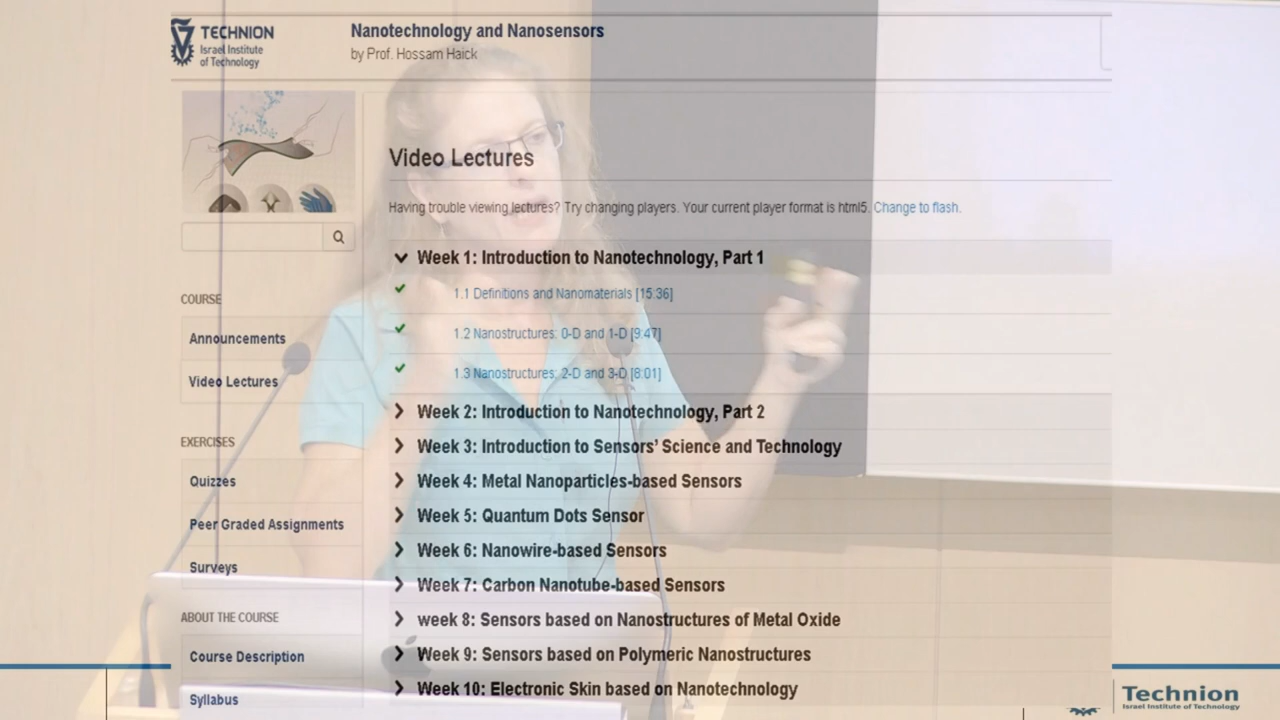 TECHNION
Israel Institute
of Technology
Nanotechnology and Nanosensors
by Prof. Hossam Haick
Video Lectures
Having trouble viewing lectures? Try changing players. Your current player format is html5. Change to flash.
Week 1: Introduction to Nanotechnology, Part 1
1.1 Definitions and Nanomaterials [15:36]
1.2 Nanostructures: 0-D and 1-D [9:47]
1.3 Nanostructures: 2-D and 3-D [8:01]
Week 2: Introduction to Nanotechnology, Part 2
Week 3: Introduction to Sensors' Science and Technology
Week 4: Metal Nanoparticles-based Sensors
Week 5: Quantum Dots Sensor
Week 6: Nanowire-based Sensors
Week 7: Carbon Nanotube-based Sensors
week 8: Sensors based on Nanostructures of Metal Oxide
Week 9: Sensors based on Polymeric Nanostructures
Week 10: Electronic Skin based on Nanotechnology
COURSE
Announcements
Video Lectures
EXERCISES
Quizzes
Peer Graded Assignments
Surveys
ABOUT THE COURSE
Course Description
Syllabus
Technion
Israel Institute of Technology